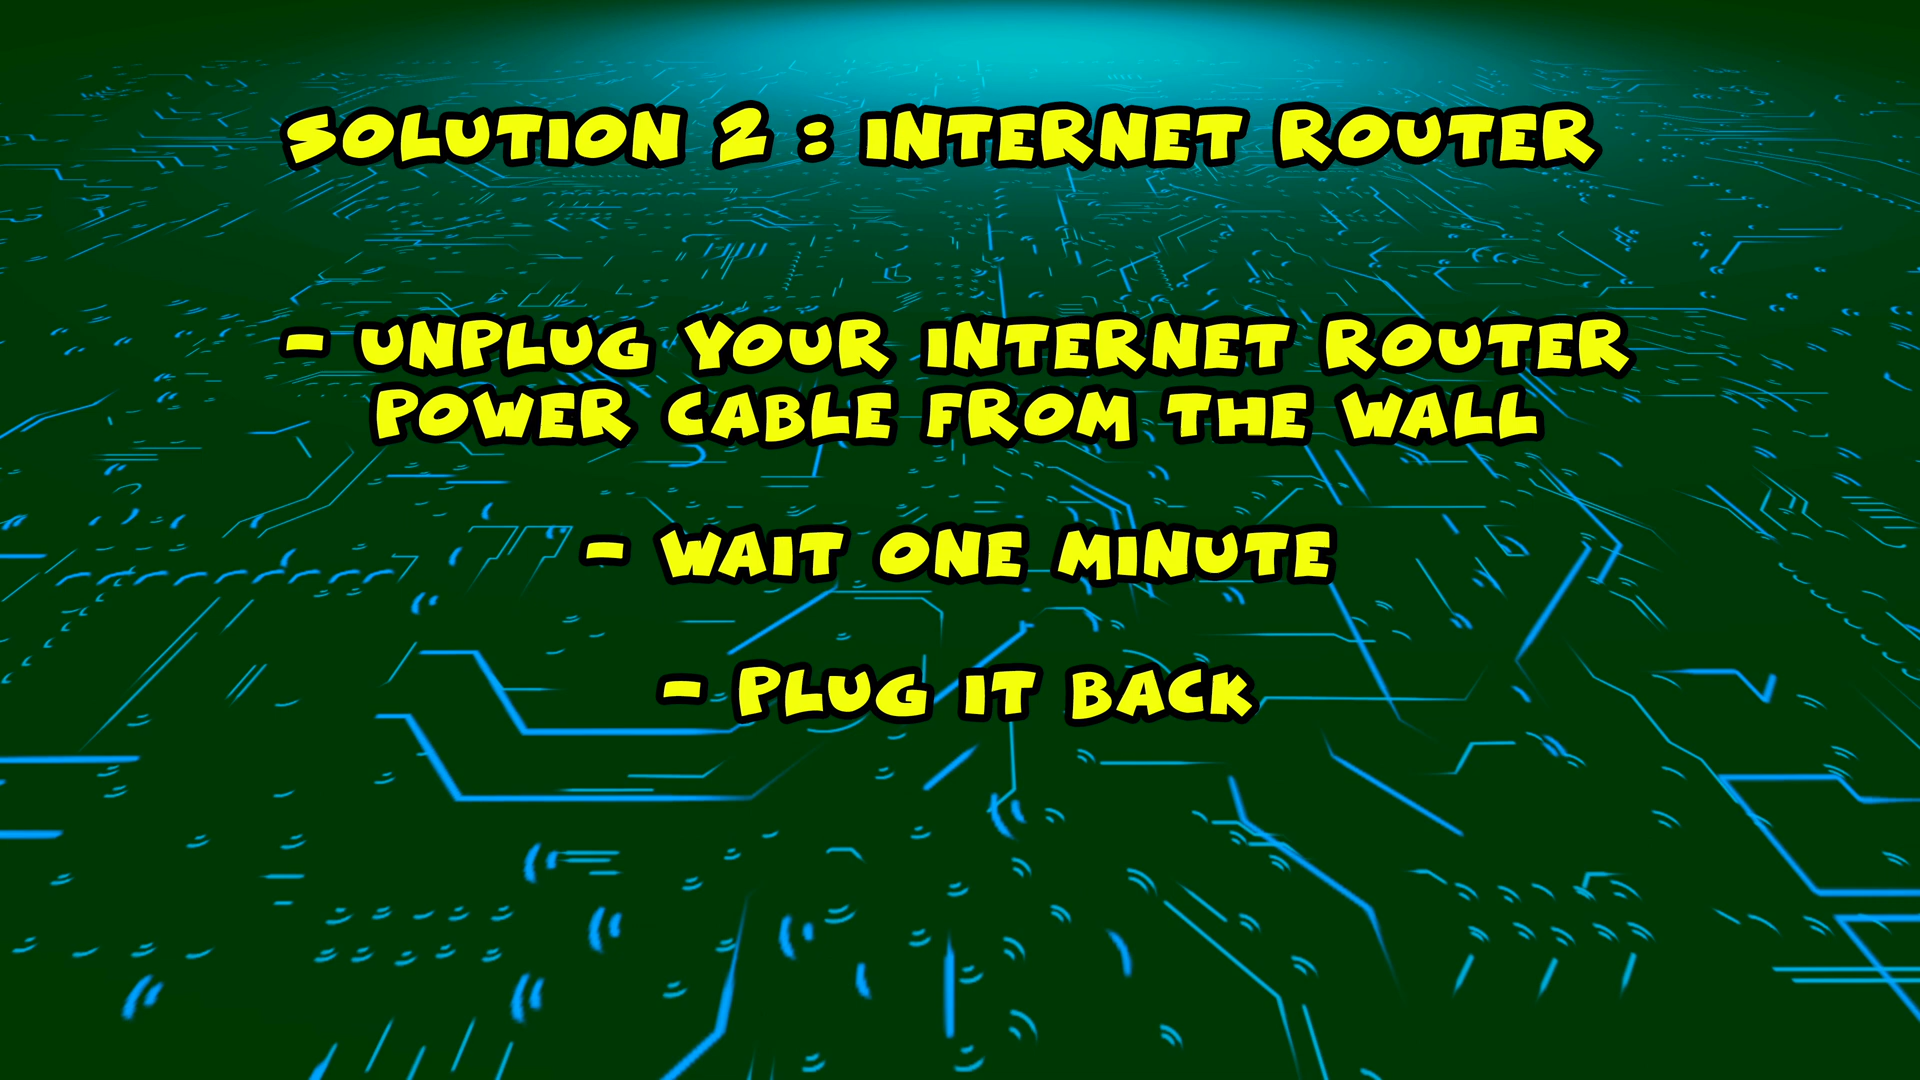 SOLUTION 2 : INTERNET ROUTER
- UNPLUG YOUR INTERNET ROUTER
POWER CABLE FROM THE WALL
- WAIT ONE MINUTE
- PLUG IT BACK